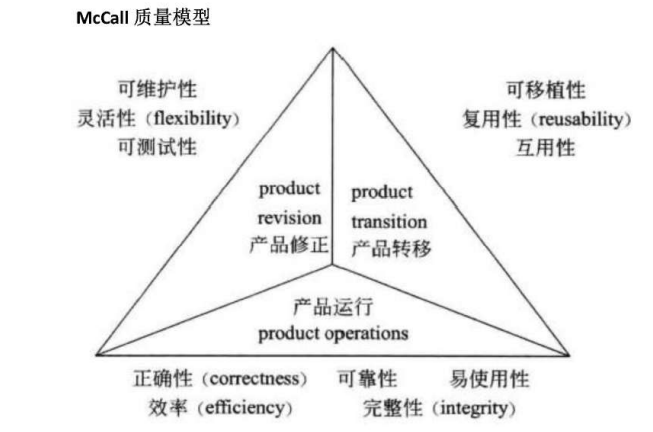 McCall 质量模型
可维护性
灵活性（flexibility）
可测试性
可移植性
复用性（reusability）
互用性
product
revision
产品修正
product
transition
产品转移
产品运行
product operations
正确性（correctness） 可靠性 易使用性
效率（efficiency） 完整性（integrity）